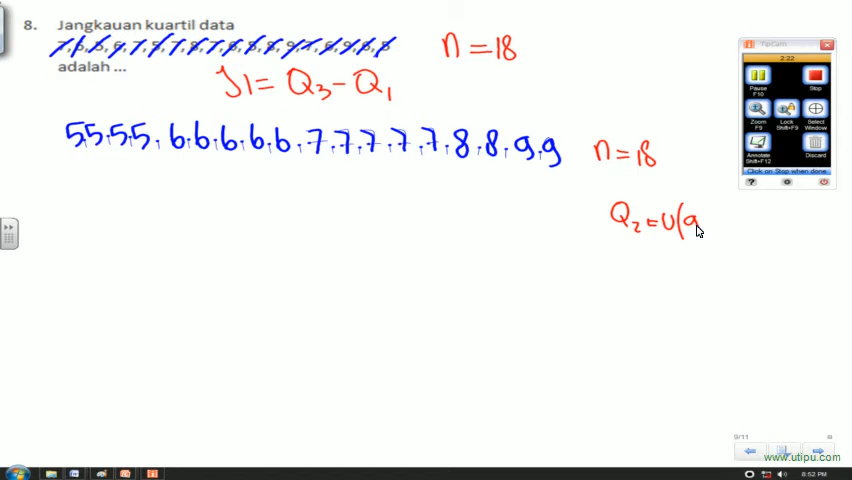 8. Jangkauan kuartil data
adalah ...
n = 18
JI = Q3 - Q1
5,5,5,5, 6,6,6,6,6,7,7,7,7,7,8,8,9,9
n = 18
Q2 = U(9
TipCam
2:22
Pause
F10
Stop
Zoom
F9
Lock
Shift+F9
Select
Window
Annotate
Shift+F12
Discard
Click on Stop when done
9/11
www.utipu.com
8:52 PM